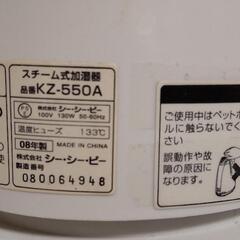 スチーム式加湿器
品番KZ-550A
株式会社 シー・シー・ピー
100V 130W 50-60Hz
温度ヒューズ 133℃
08年製 MADE IN CHINA
株式会社 シー・シー・ピー
製造番号
080064948
ご使用中はペットボ
ルに触らないでくだ
さい。
誤動作や故
障の原因に
なります。